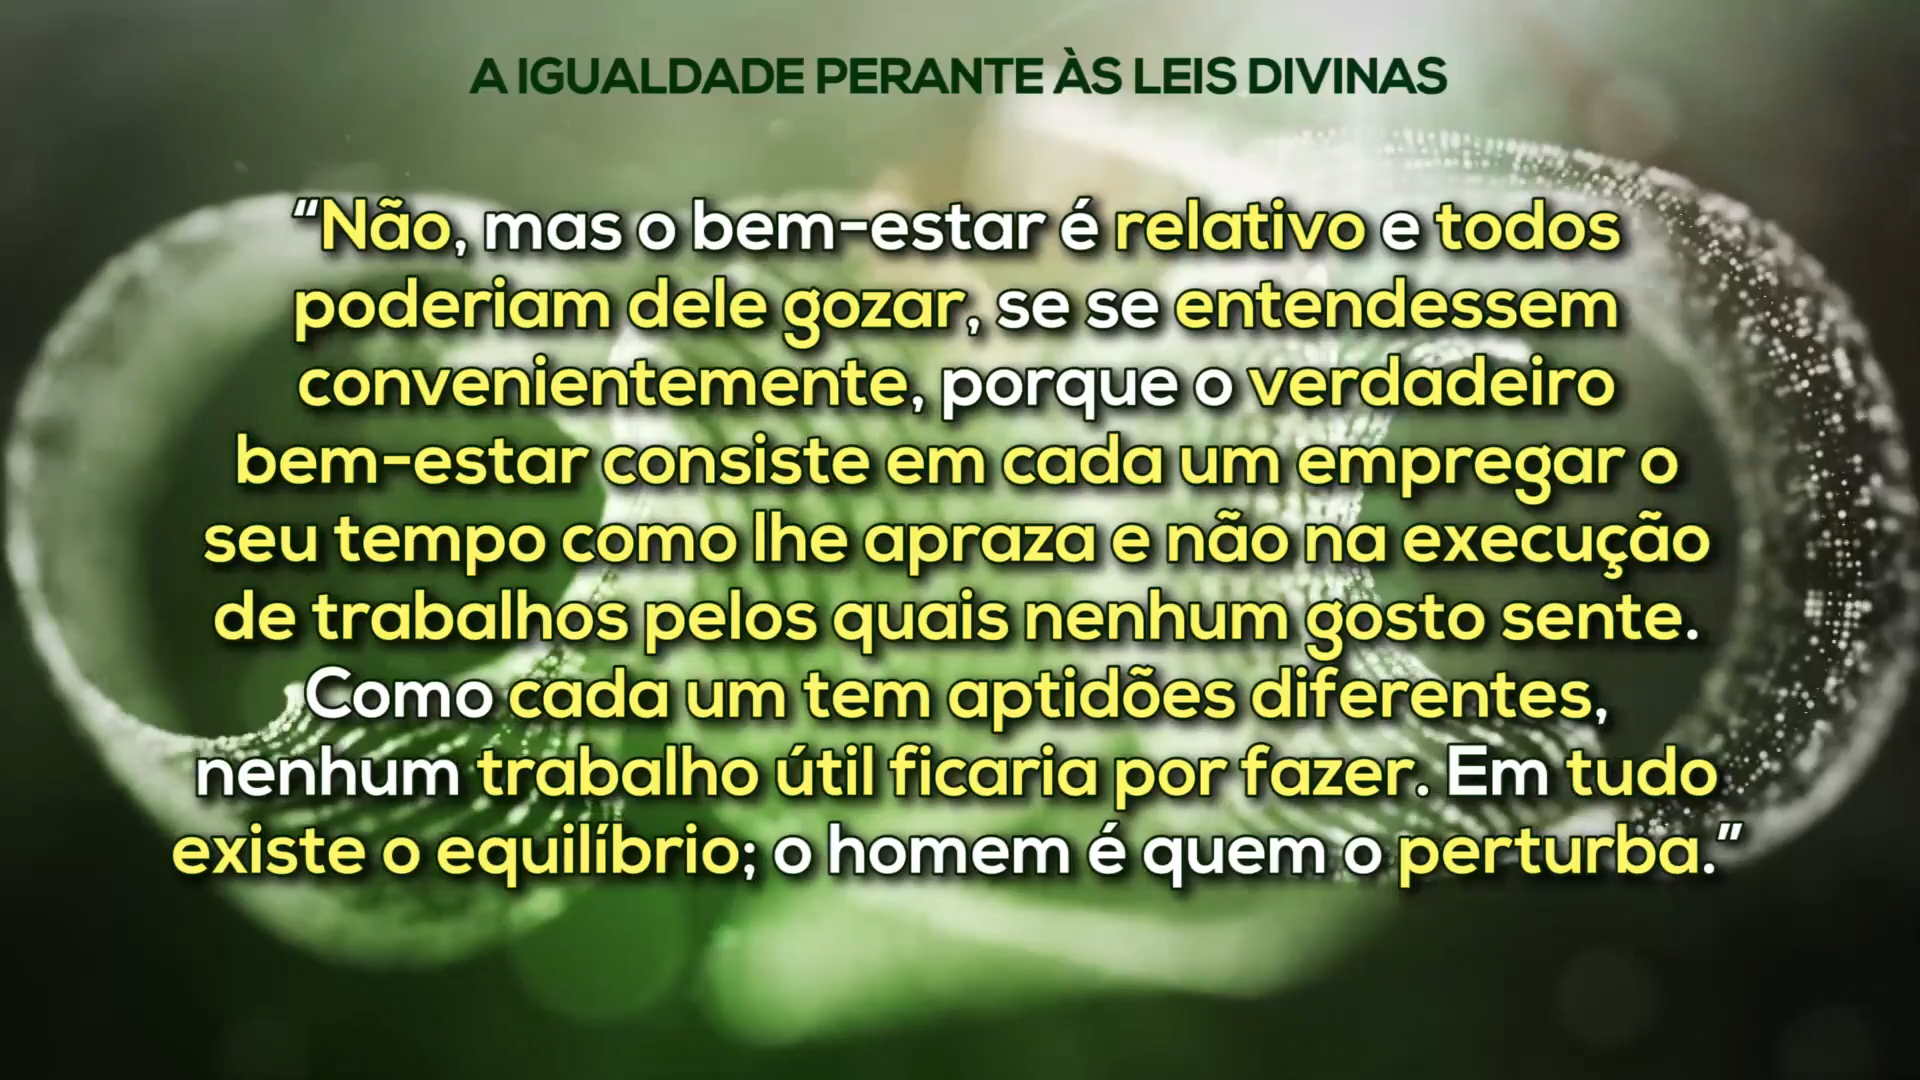 A IGUALDADE PERANTE ÀS LEIS DIVINAS
“Não, mas o bem-estar é relativo e todos
poderiam dele gozar, se se entendessem
convenientemente, porque o verdadeiro
bem-estar consiste em cada um empregar o
seu tempo como lhe apraza e não na execução
de trabalhos pelos quais nenhum gosto sente.
Como cada um tem aptidões diferentes,
nenhum trabalho útil ficaria por fazer. Em tudo
existe o equilíbrio; o homem é quem o perturba.”